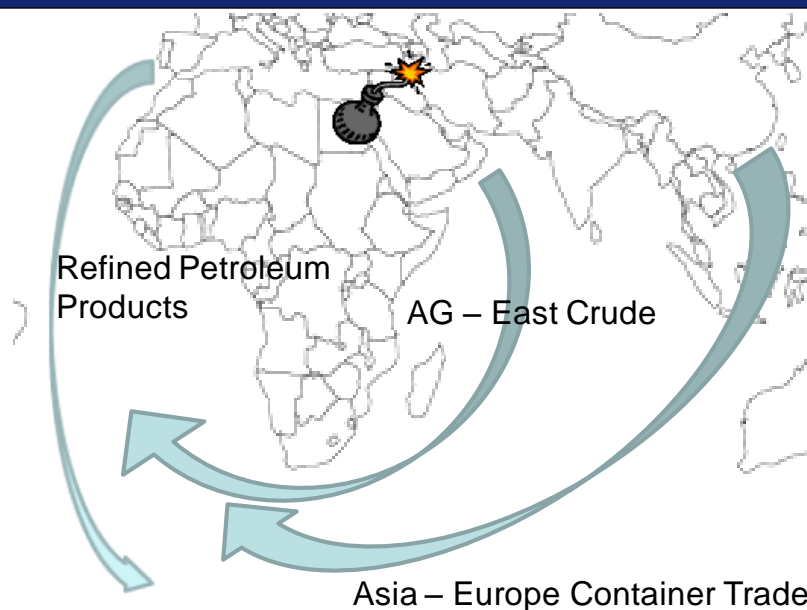 Refined Petroleum
Products
AG – East Crude
Asia – Europe Container Trade